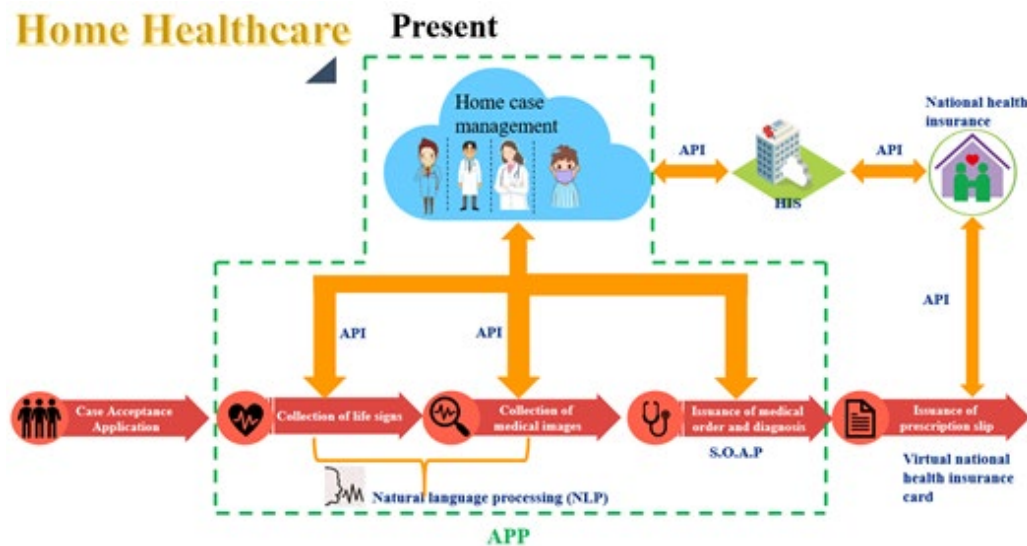 Home Healthcare
Present
Home case
management
National health
insurance
API
API
HIS
API
API
API
Case Acceptance
Application
Collection of life signs
Collection of
medical images
Issuance of medical
order and diagnosis
Issuance of
prescription slip
S.O.A.P
Virtual national
health insurance
card
Natural language processing (NLP)
APP